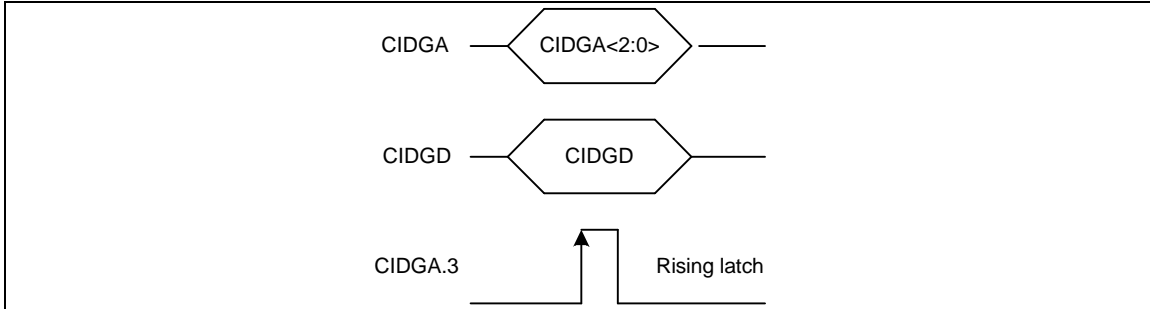 CIDGA CIDGA<2:0>
CIDGD CIDGD
CIDGA.3 Rising latch